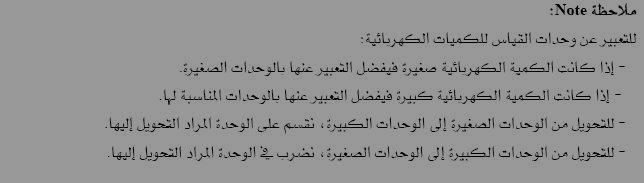 ملاحظة Note:
للتعبير عن وحدات القياس للكميات الكهربائية:
- إذا كانت الكمية الكهربائية صغيرة فيفضل التعبير عنها بالوحدات الصغيرة.
- إذا كانت الكمية الكهربائية كبيرة فيفضل التعبير عنها بالوحدات المناسبة لها.
- للتحويل من الوحدات الصغيرة إلى الوحدات الكبيرة، نقسم على الوحدة المراد التحويل إليها.
- للتحويل من الوحدات الكبيرة إلى الوحدات الصغيرة، نضرب في الوحدة المراد التحويل إليها.